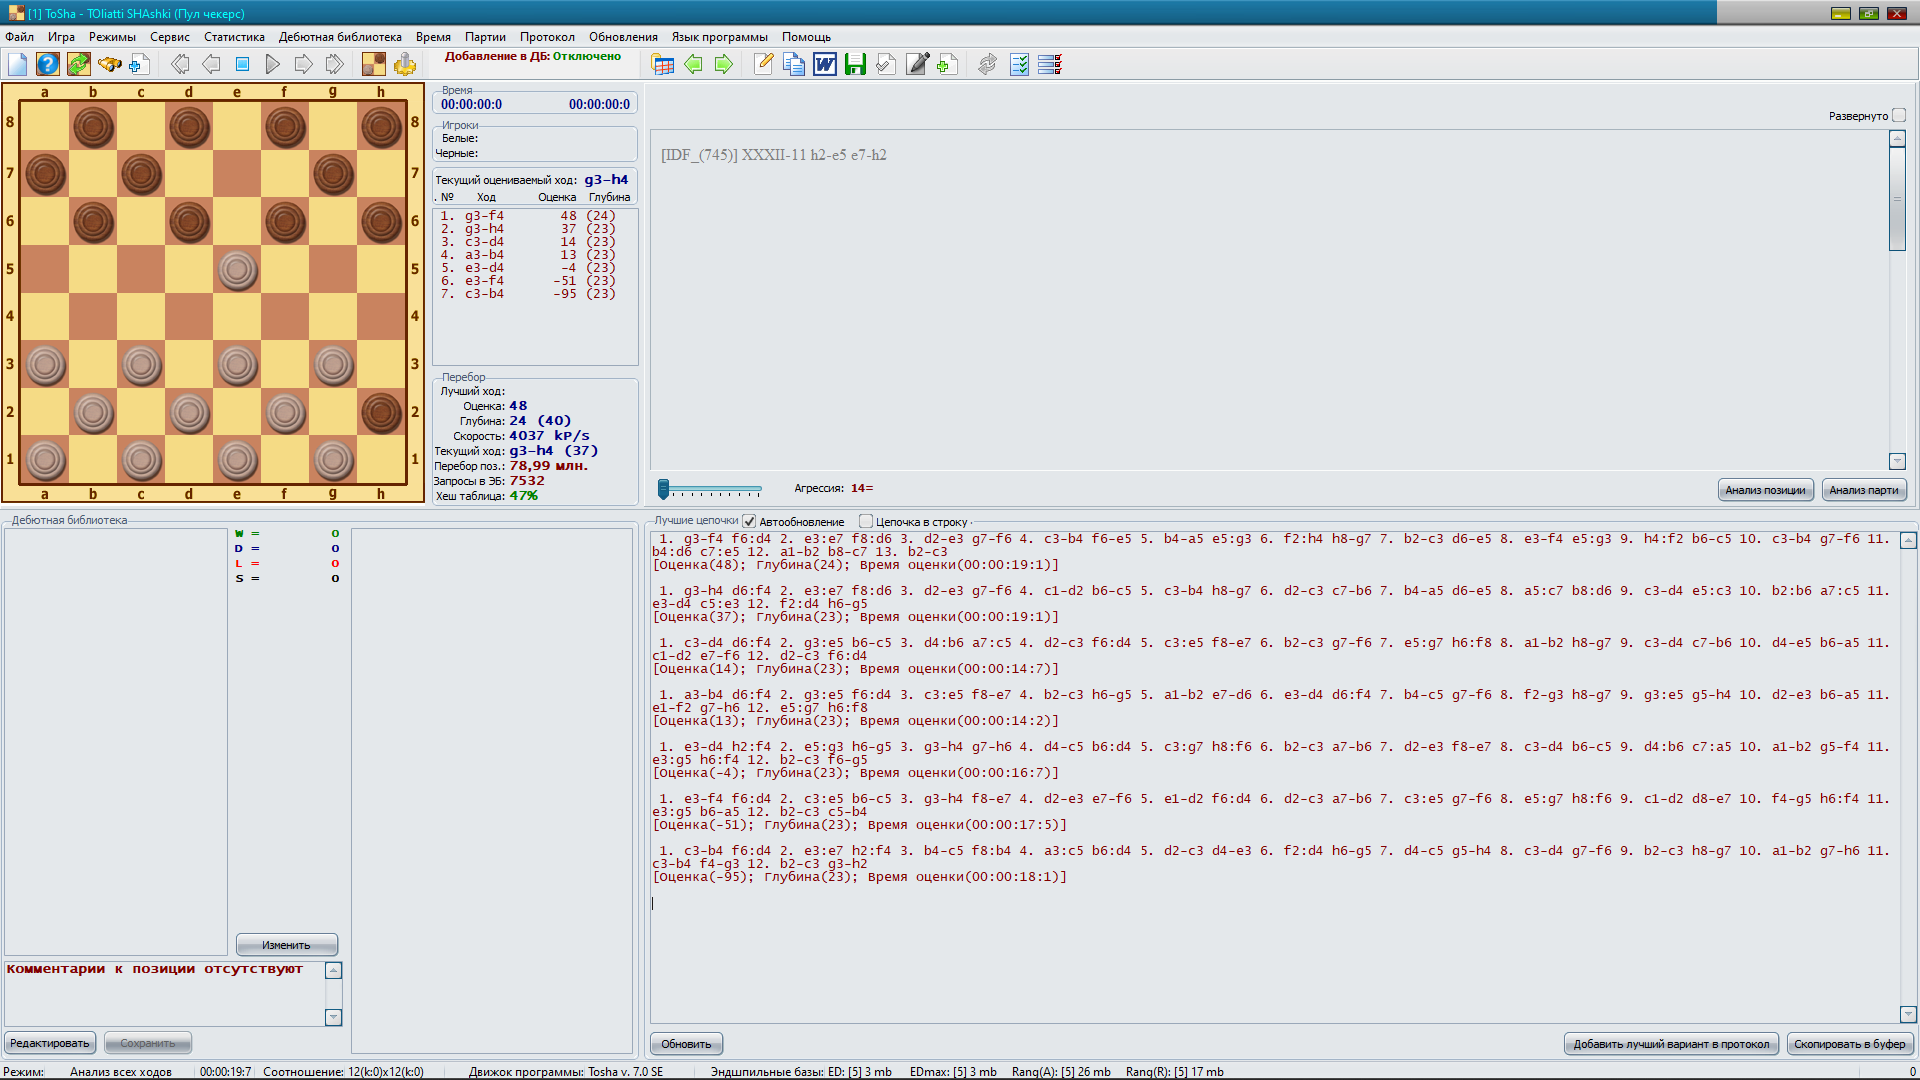 [1] ToSha - TOliatti SHAshki (Пул чекерс)
Файл Игра Режимы Сервис Статистика Дебютная библиотека Время Партии Протокол Обновления Язык программы Помощь
Добавление в ДБ: Отключено
a b c d e f g h
8 8
7 7
6 6
5 5
4 4
3 3
2 2
1 1
a b c d e f g h
Время
00:00:00:0 00:00:00:0
Игроки
Белые:
Черные:
Текущий оцениваемый ход: g3-h4
. № Ход Оценка Глубина
1. g3-f4 48 (24)
2. g3-h4 37 (23)
3. c3-d4 14 (23)
4. a3-b4 13 (23)
5. e3-d4 -4 (23)
6. e3-f4 -51 (23)
7. c3-b4 -95 (23)
Перебор
Лучший ход:
Оценка: 48
Глубина: 24 (40)
Скорость: 4037 kP/s
Текущий ход: g3-h4 (37)
Перебор поз.: 78,99 млн.
Запросы в ЭБ: 7532
Хеш таблица: 47%
Развернуто
[IDF_(745)] XXXII-11 h2-e5 e7-h2
Агрессия: 14=
Анализ позиции Анализ парти
Дебютная библиотека
W = 0
D = 0
L = 0
S = 0
Изменить
Комментарии к позиции отсутствуют
Редактировать Сохранить
Лучшие цепочки Автообновление Цепочка в строку
1. g3-f4 f6:d4 2. e3:e7 f8:d6 3. d2-e3 g7-f6 4. c3-b4 f6-e5 5. b4-a5 e5:g3 6. f2:h4 h8-g7 7. b2-c3 d6-e5 8. e3-f4 e5:g3 9. h4:f2 b6-c5 10. c3-b4 g7-f6 11.
b4:d6 c7:e5 12. a1-b2 b8-c7 13. b2-c3
[Оценка(48); Глубина(24); Время оценки(00:00:19:1)]
1. g3-h4 d6:f4 2. e3:e7 f8:d6 3. d2-e3 g7-f6 4. c1-d2 b6-c5 5. c3-b4 h8-g7 6. d2-c3 c7-b6 7. b4-a5 d6-e5 8. a5:c7 b8:d6 9. c3-d4 e5:c3 10. b2:b6 a7:c5 11.
e3-d4 c5:e3 12. f2:d4 h6-g5
[Оценка(37); Глубина(23); Время оценки(00:00:19:1)]
1. c3-d4 d6:f4 2. g3:e5 b6-c5 3. d4:b6 a7:c5 4. d2-c3 f6:d4 5. c3:e5 f8-e7 6. b2-c3 g7-f6 7. e5:g7 h6:f8 8. a1-b2 h8-g7 9. c3-d4 c7-b6 10. d4-e5 b6-a5 11.
c1-d2 e7-f6 12. d2-c3 f6:d4
[Оценка(14); Глубина(23); Время оценки(00:00:14:7)]
1. a3-b4 d6:f4 2. g3:e5 f6:d4 3. c3:e5 f8-e7 4. b2-c3 h6-g5 5. a1-b2 e7-d6 6. e3-d4 d6:f4 7. b4-c5 g7-f6 8. f2-g3 h8-g7 9. g3:e5 g5-h4 10. d2-e3 b6-a5 11.
e1-f2 g7-h6 12. e5:g7 h6:f8
[Оценка(13); Глубина(23); Время оценки(00:00:14:2)]
1. e3-d4 h2:f4 2. e5:g3 h6-g5 3. g3-h4 g7-h6 4. d4-c5 b6:d4 5. c3:g7 h8:f6 6. b2-c3 a7-b6 7. d2-e3 f8-e7 8. c3-d4 b6-c5 9. d4:b6 c7:a5 10. a1-b2 g5-f4 11.
e3:g5 h6:f4 12. b2-c3 f6-g5
[Оценка(-4); Глубина(23); Время оценки(00:00:16:7)]
1. e3-f4 f6:d4 2. c3:e5 b6-c5 3. g3-h4 f8-e7 4. d2-e3 e7-f6 5. e1-d2 f6:d4 6. d2-c3 a7-b6 7. c3:e5 g7-f6 8. e5:g7 h8:f6 9. c1-d2 d8-e7 10. f4-g5 h6:f4 11.
e3:g5 b6-a5 12. b2-c3 c5-b4
[Оценка(-51); Глубина(23); Время оценки(00:00:17:5)]
1. c3-b4 f6:d4 2. e3:e7 h2:f4 3. b4-c5 f8:b4 4. a3:c5 b6:d4 5. d2-c3 d4-e3 6. f2:d4 h6-g5 7. d4-c5 g5-h4 8. c3-d4 g7-f6 9. b2-c3 h8-g7 10. a1-b2 g7-h6 11.
c3-b4 f4-g3 12. b2-c3 g3-h2
[Оценка(-95); Глубина(23); Время оценки(00:00:18:1)]
Обновить Добавить лучший вариант в протокол Скопировать в буфер
Режим: Анализ всех ходов 00:00:19:7 Соотношение: 12(k:0)x12(k:0) Движок программы: Tosha v. 7.0 SE Эндшпильные базы: ED: [5] 3 mb EDmax: [5] 3 mb Rang(A): [5] 26 mb Rang(R): [5] 17 mb 0